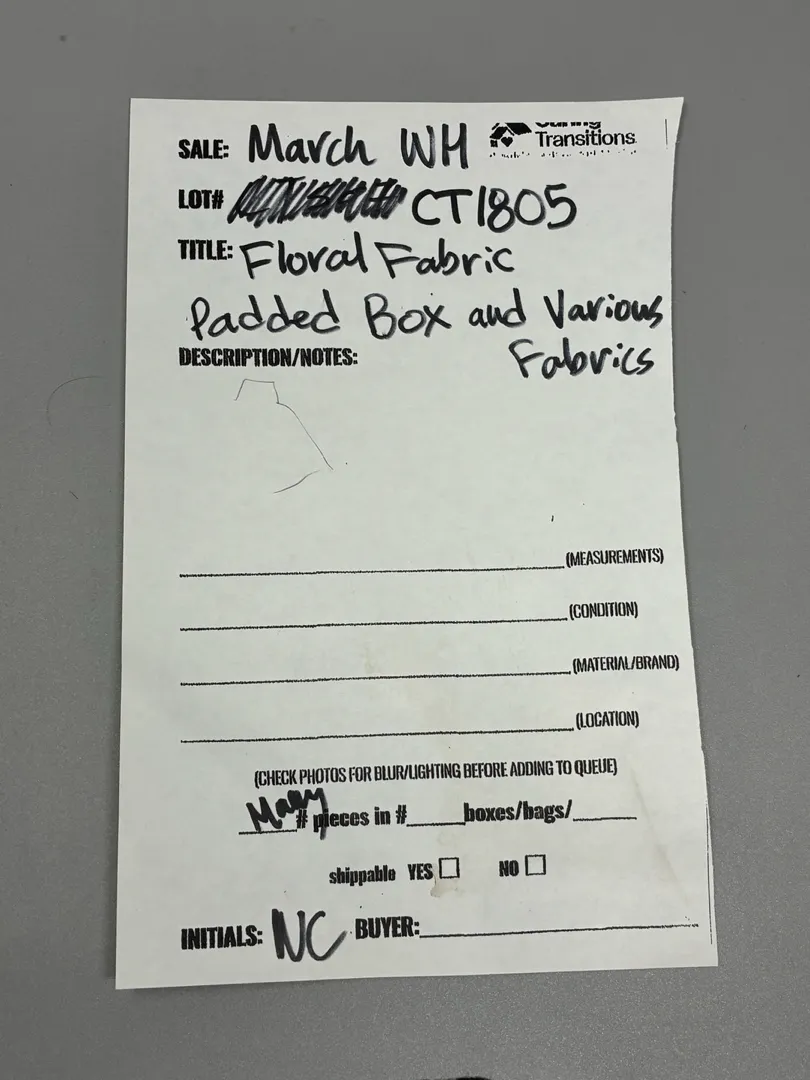 SALE: March WH Transitions
LOT# CT1805
TITLE: Floral Fabric
Padded Box and Various
Fabrics
DESCRIPTION/NOTES:
(MEASUREMENTS)
(CONDITION)
(MATERIAL/BRAND)
(LOCATION)
(CHECK PHOTOS FOR BLUR/LIGHTING BEFORE ADDING TO QUEUE)
Many # pieces in # boxes/bags/
shippable YES NO
INITIALS: NC BUYER: